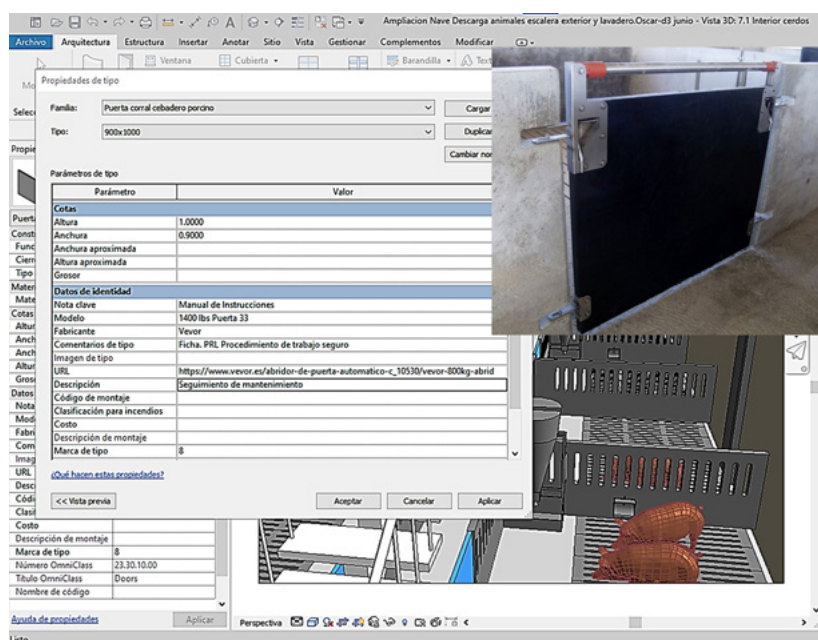 Ampliacion Nave Descarga animales escalera exterior y lavadero.Oscar-d3 junio - Vista 3D: 7.1 Interior cerdos
Archivo Arquitectura Estructura Insertar Anotar Sitio Vista Gestionar Complementos Modificar
Ventana Cubierta Barandilla
Propiedades de tipo
Familia: Puerta corral cebadero porcino Cargar
Tipo: 900x1000
Parámetros de tipo
Parámetro Valor
Cotas
Altura 1.0000
Anchura 0.9000
Anchura aproximada
Altura aproximada
Grosor
Datos de identidad
Nota clave Manual de Instrucciones
Modelo 1400 lbs Puerta 33
Fabricante Vevor
Comentarios de tipo Ficha. PRL Procedimiento de trabajo seguro
Imagen de tipo
URL https://www.vevor.es/abridor-de-puerta-automatico-c_10530/vevor-800kg-abrid
Descripción Seguimiento de mantenimiento
Código de montaje
Clasificación para incendios
Costo
Descripción de montaje
Marca de tipo 8
¿Qué hacen estas propiedades?
<< Vista previa Aceptar Cancelar Aplicar
Costo
Descripción de montaje
Marca de tipo 8
Número OmniClass 23.30.10.00
Título OmniClass Doors
Nombre de código
Ayuda de propiedades Aplicar
Perspectiva